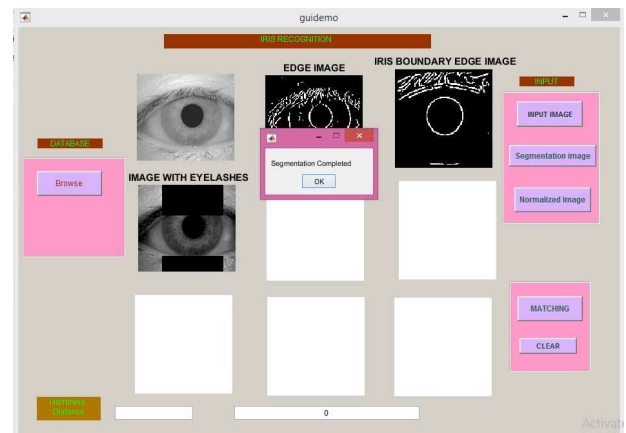 guidemo
IRIS RECOGNITION
EDGE IMAGE
IRIS BOUNDARY EDGE IMAGE
INPUT
INPUT IMAGE
Segmentation image
Normalized Image
DATABASE
Browse
IMAGE WITH EYELASHES
Segmentation Completed
OK
MATCHING
CLEAR
Hamming
Distance
0
Activate